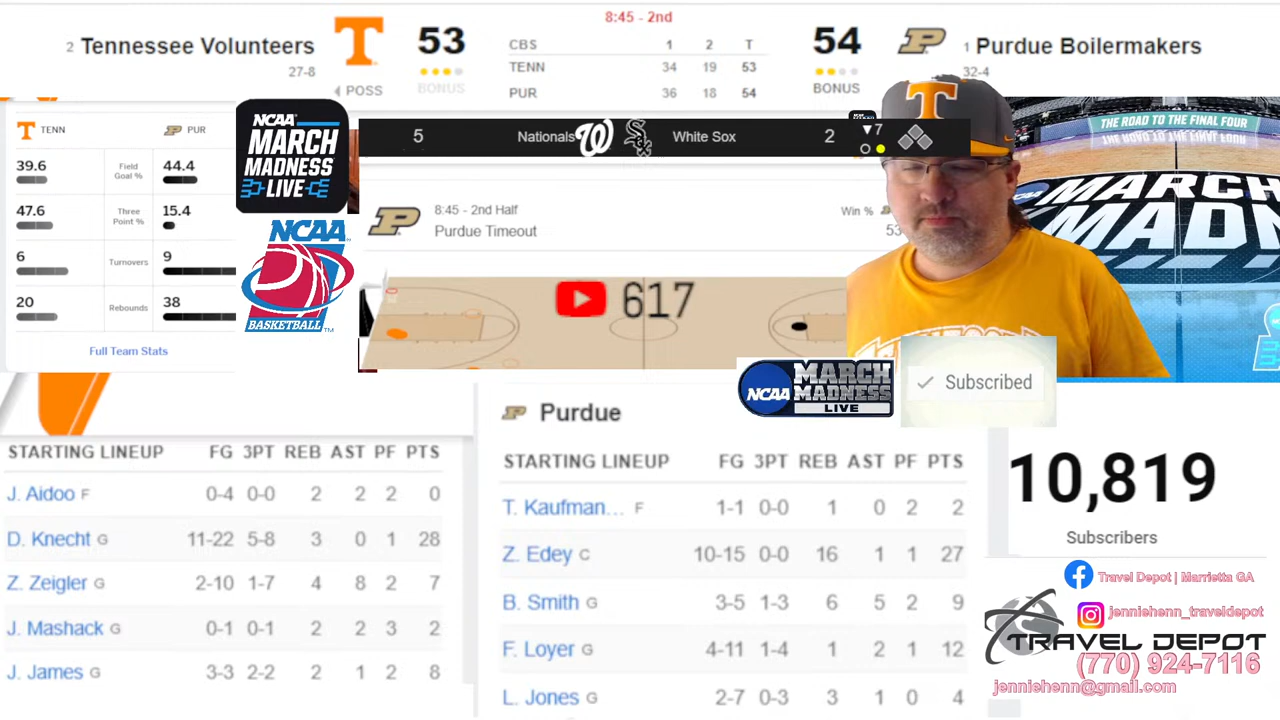 8:45 - 2nd
2 Tennessee Volunteers
27-8
T
53
BONUS
POSS
CBS 1 2 T
TENN 34 19 53
PUR 36 18 54
54
BONUS
P
1 Purdue Boilermakers
32-4
T TENN P PUR
39.6 Field Goal % 44.4
47.6 Three Point % 15.4
6 Turnovers 9
20 Rebounds 38
Full Team Stats
NCAA
MARCH
MADNESS
LIVE
NCAA
BASKETBALL™
5 Nationals W Sox White Sox 2 ▼7
P
8:45 - 2nd Half
Purdue Timeout
Win %
53
617
T
THE ROAD TO THE FINAL FOUR
NCAA MARCH
MADN
NCAA
MARCH
MADNESS
LIVE
✓ Subscribed
STARTING LINEUP FG 3PT REB AST PF PTS
J. Aidoo F 0-4 0-0 2 2 2 0
D. Knecht G 11-22 5-8 3 0 1 28
Z. Zeigler G 2-10 1-7 4 8 2 7
J. Mashack G 0-1 0-1 2 2 3 2
J. James G 3-3 2-2 2 1 2 8
P Purdue
STARTING LINEUP FG 3PT REB AST PF PTS
T. Kaufman... F 1-1 0-0 1 0 2 2
Z. Edey C 10-15 0-0 16 1 1 27
B. Smith G 3-5 1-3 6 5 2 9
F. Loyer G 4-11 1-4 1 2 1 12
L. Jones G 2-7 0-3 3 1 0 4
10,819
Subscribers
Travel Depot | Marrietta GA
jenniehenn_traveldepot
TRAVEL DEPOT
(770) 924-7116
jenniehenn@gmail.com